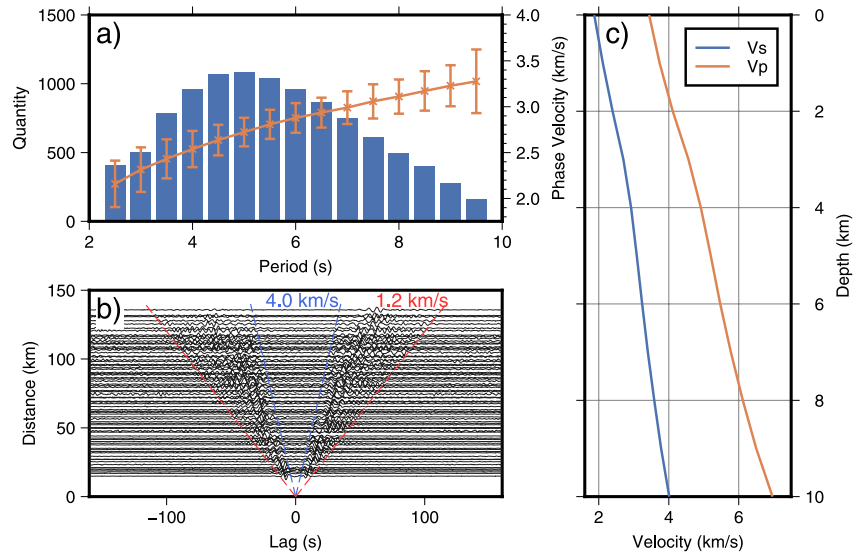 a)
1500
1000
500
0
Quantity
2 4 6 8 10
Period (s)
4.0
3.5
3.0
2.5
2.0
Phase Velocity (km/s)
b)
4.0 km/s
1.2 km/s
150
100
50
0
Distance (km)
−100 0 100
Lag (s)
c)
Vs
Vp
0
2
4
6
8
10
Depth (km)
2 4 6
Velocity (km/s)